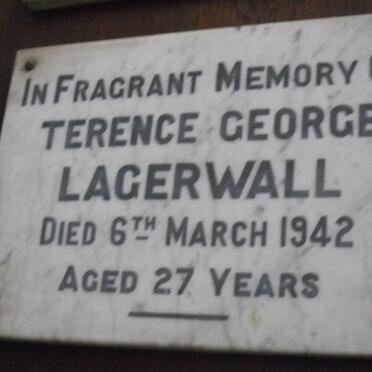 IN FRAGRANT MEMORY
TERENCE GEORGE
LAGERWALL
DIED 6TH MARCH 1942
AGED 27 YEARS